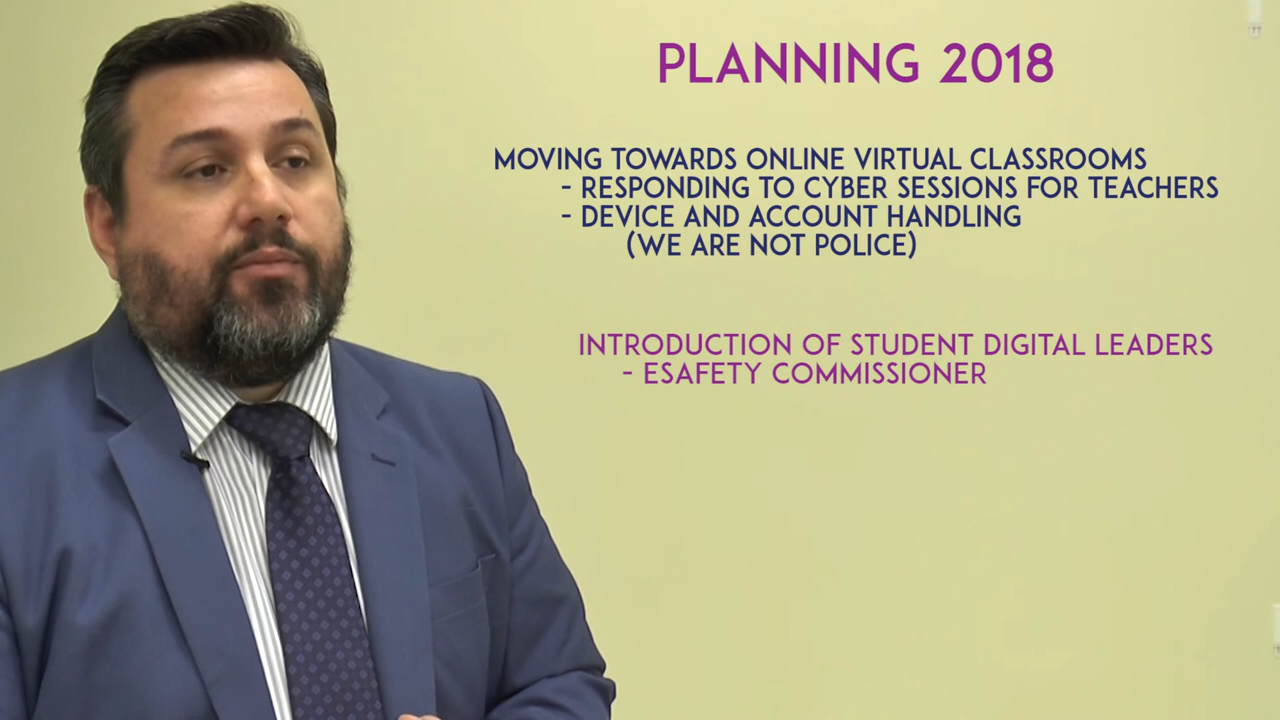 PLANNING 2018
MOVING TOWARDS ONLINE VIRTUAL CLASSROOMS
- RESPONDING TO CYBER SESSIONS FOR TEACHERS
- DEVICE AND ACCOUNT HANDLING
(WE ARE NOT POLICE)
INTRODUCTION OF STUDENT DIGITAL LEADERS
- ESAFETY COMMISSIONER